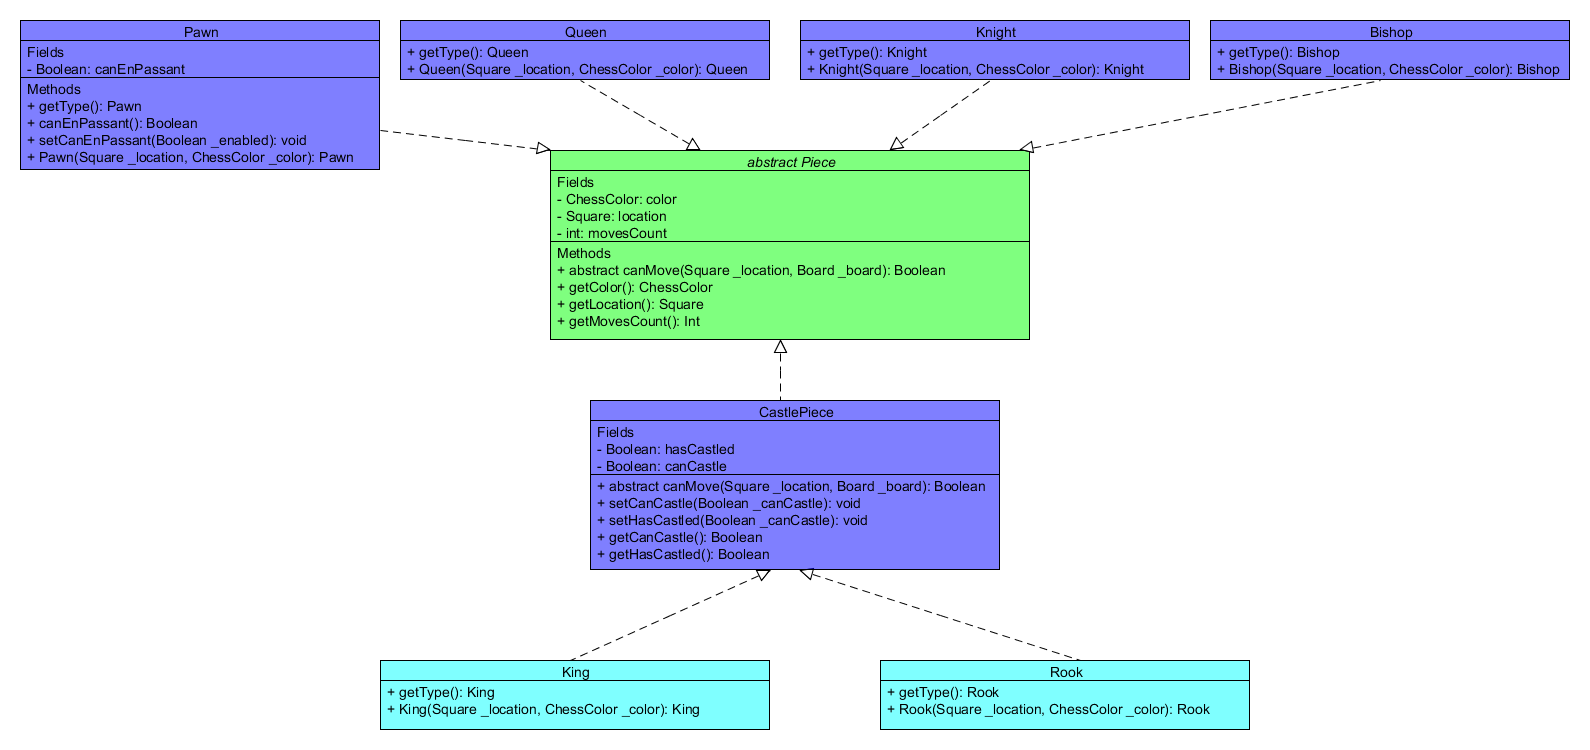 Pawn
Fields
- Boolean: canEnPassant
Methods
+ getType(): Pawn
+ canEnPassant(): Boolean
+ setCanEnPassant(Boolean _enabled): void
+ Pawn(Square _location, ChessColor _color): Pawn
Queen
+ getType(): Queen
+ Queen(Square _location, ChessColor _color): Queen
Knight
+ getType(): Knight
+ Knight(Square _location, ChessColor _color): Knight
Bishop
+ getType(): Bishop
+ Bishop(Square _location, ChessColor _color): Bishop
abstract Piece
Fields
- ChessColor: color
- Square: location
- int: movesCount
Methods
+ abstract canMove(Square _location, Board _board): Boolean
+ getColor(): ChessColor
+ getLocation(): Square
+ getMovesCount(): Int
CastlePiece
Fields
- Boolean: hasCastled
- Boolean: canCastle
+ abstract canMove(Square _location, Board _board): Boolean
+ setCanCastle(Boolean _canCastle): void
+ setHasCastled(Boolean _canCastle): void
+ getCanCastle(): Boolean
+ getHasCastled(): Boolean
King
+ getType(): King
+ King(Square _location, ChessColor _color): King
Rook
+ getType(): Rook
+ Rook(Square _location, ChessColor _color): Rook